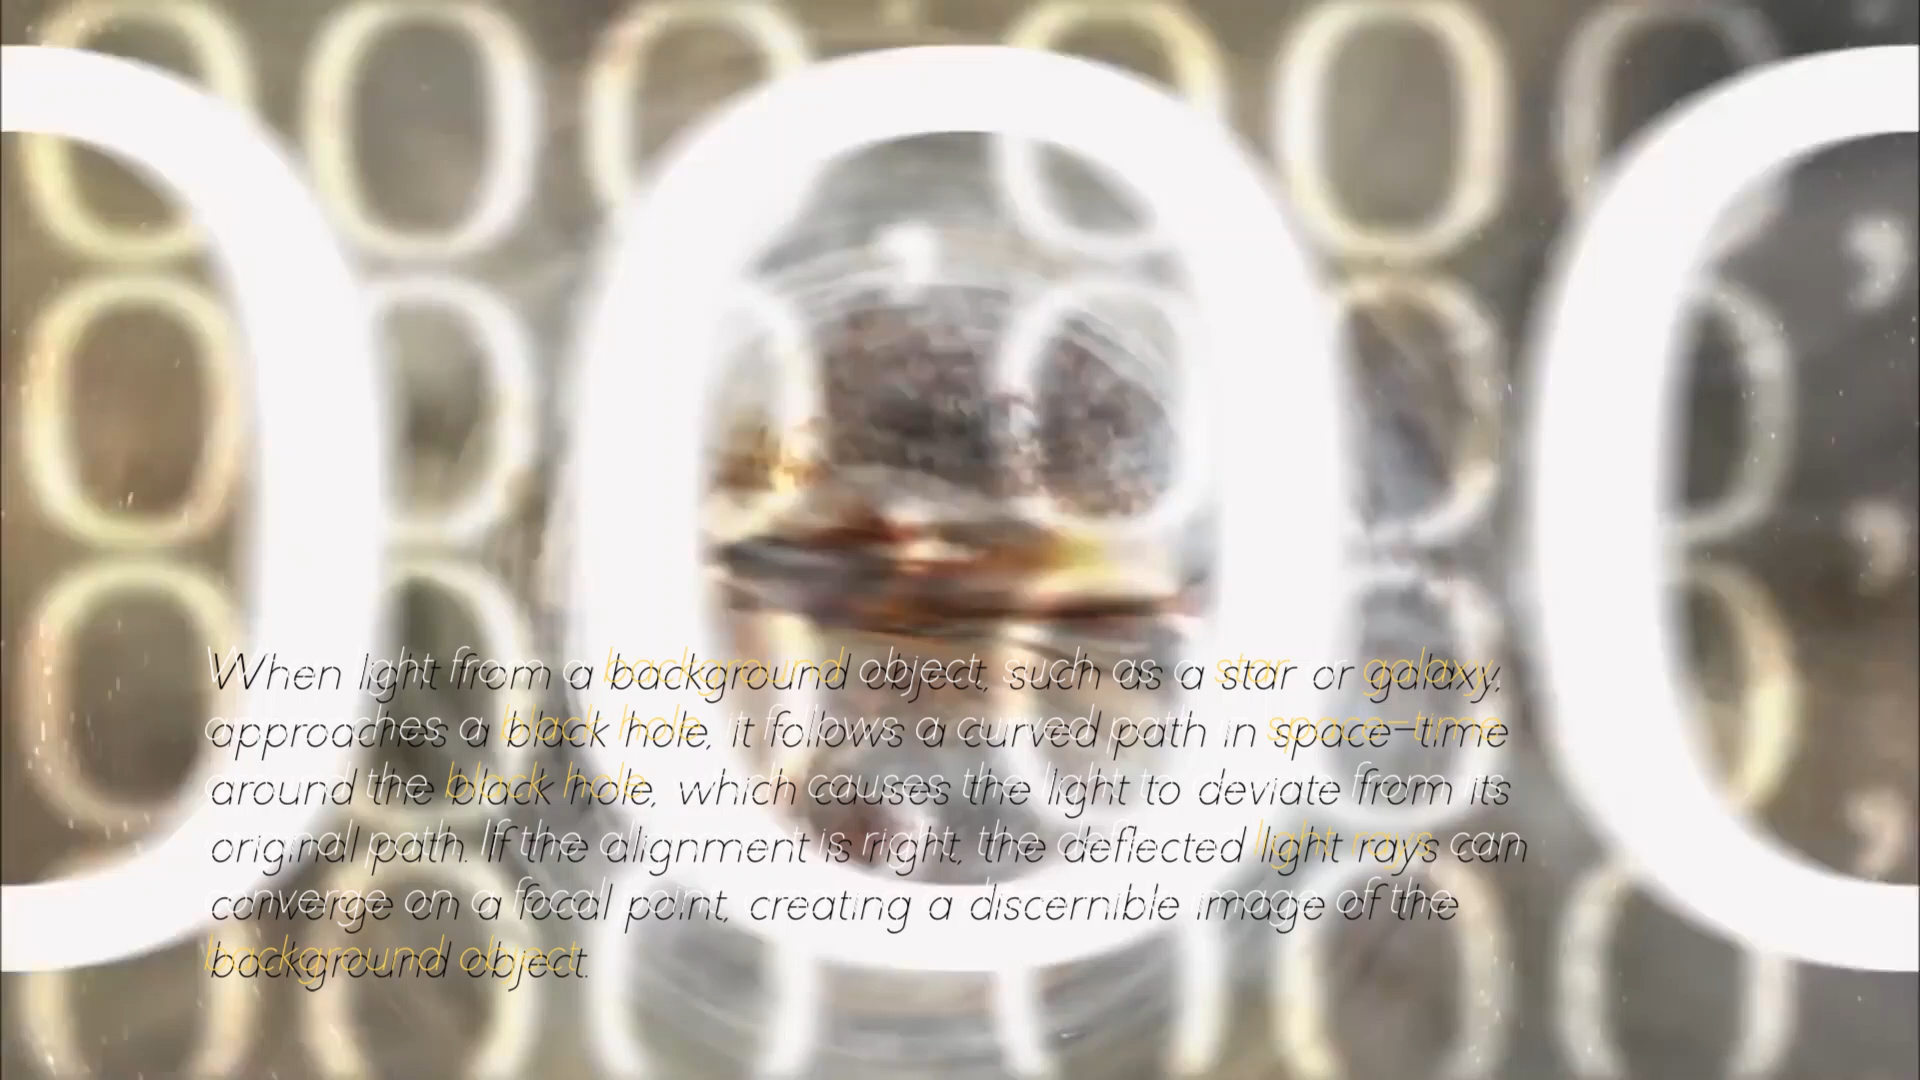 000
When light from a background object, such as a star or galaxy,
approaches a black hole, it follows a curved path in space-time
around the black hole, which causes the light to deviate from its
original path. If the alignment is right, the deflected light rays can
converge on a focal point, creating a discernible image of the
background object.